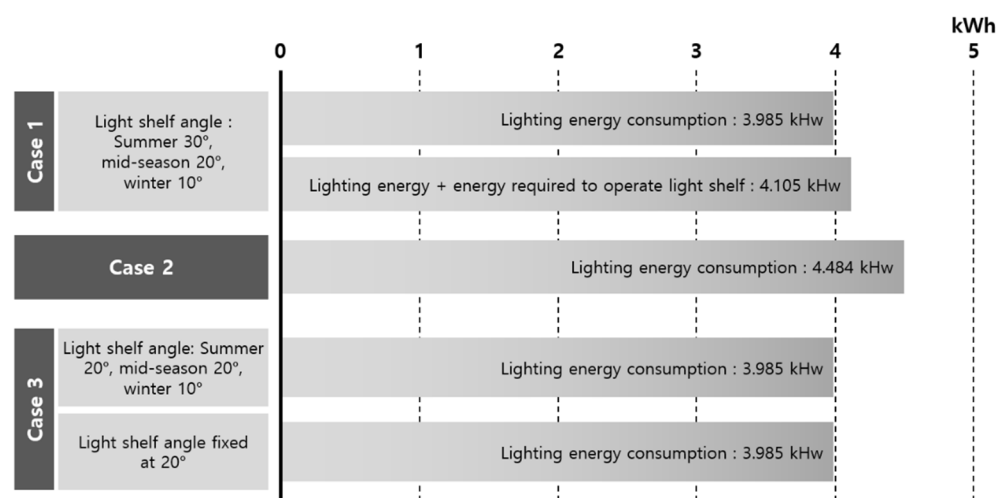 kWh
0 1 2 3 4 5
Case 1
Light shelf angle :
Summer 30°,
mid-season 20°,
winter 10°
Lighting energy consumption : 3.985 kHw
Lighting energy + energy required to operate light shelf : 4.105 kHw
Case 2
Lighting energy consumption : 4.484 kHw
Case 3
Light shelf angle: Summer
20°, mid-season 20°,
winter 10°
Lighting energy consumption : 3.985 kHw
Light shelf angle fixed
at 20°
Lighting energy consumption : 3.985 kHw